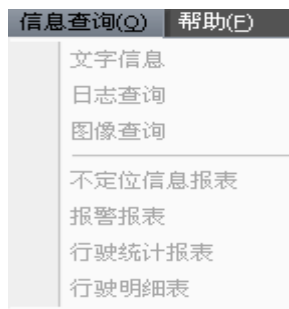 信息查询(Q) 帮助(F)
文字信息
日志查询
图像查询
不定位信息报表
报警报表
行驶统计报表
行驶明细表